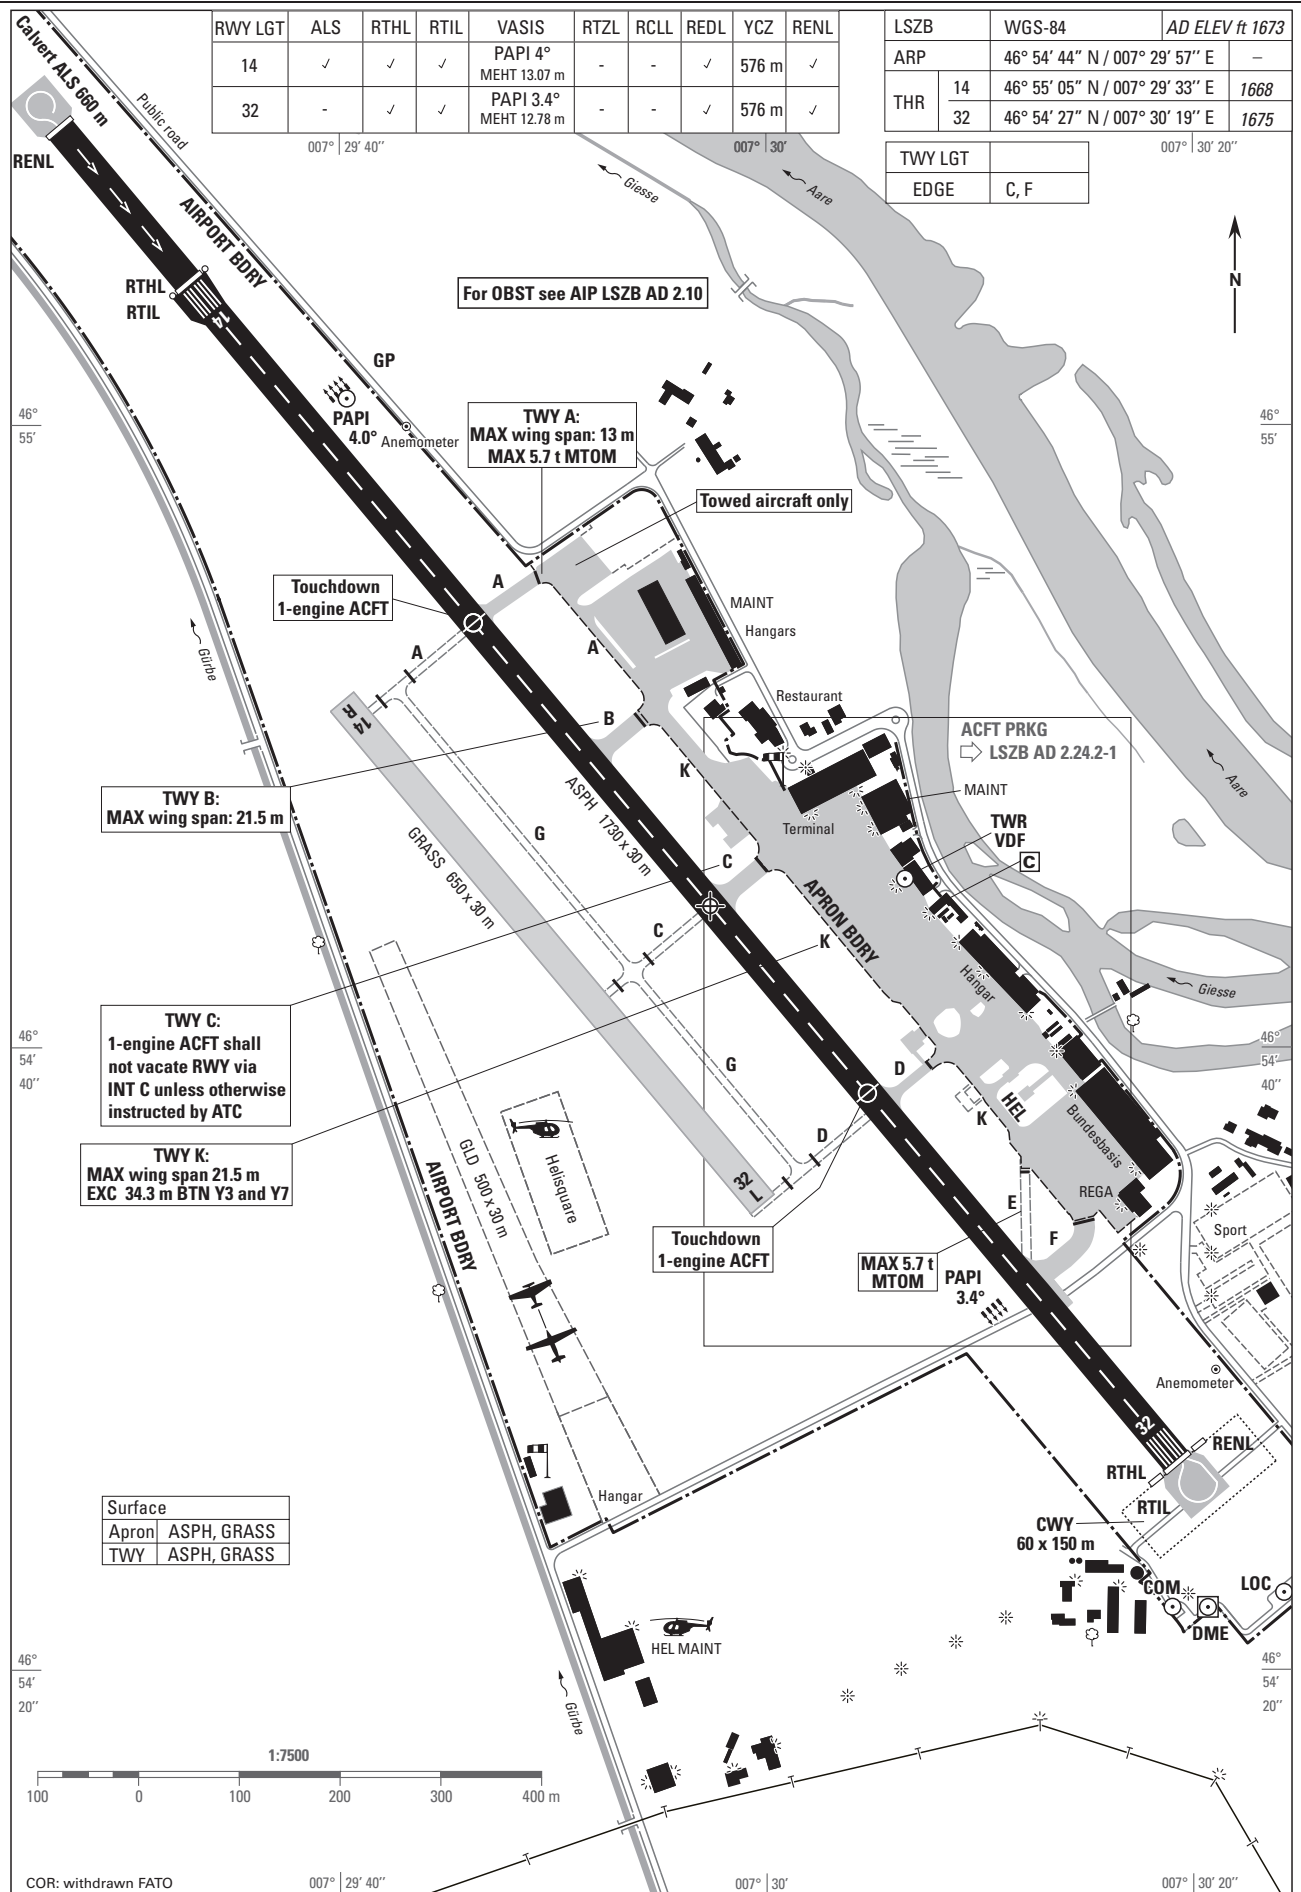 RWY LGT ALS RTHL RTIL VASIS RTZL RCLL REDL YCZ RENL
14 √ √ √ PAPI 4° MEHT 13.07 m - - √ 576 m √
32 - √ √ PAPI 3.4° MEHT 12.78 m - - √ 576 m √
LSZB WGS-84 AD ELEV ft 1673
ARP 46° 54′ 44″ N / 007° 29′ 57″ E –
THR 14 46° 55′ 05″ N / 007° 29′ 33″ E 1668
32 46° 54′ 27″ N / 007° 30′ 19″ E 1675
TWY LGT
EDGE C, F
007° 29′ 40″
007° 30′
007° 30′ 20″
Calvert ALS 660 m
Public road
RENL
AIRPORT BDRY
Giesse
Aare
N
RTHL
RTIL
14
For OBST see AIP LSZB AD 2.10
GP
PAPI
4.0°
Anemometer
46°
55′
46°
55′
TWY A:
MAX wing span: 13 m
MAX 5.7 t MTOM
Towed aircraft only
A
Touchdown
1-engine ACFT
MAINT
Hangars
A
A
Gürbe
Restaurant
14
R
B
K
ACFT PRKG
LSZB AD 2.24.2-1
Aare
MAINT
TWY B:
MAX wing span: 21.5 m
ASPH 1730 x 30 m
Terminal
TWR
VDF
C
G
GRASS 650 x 30 m
C
APRON BDRY
C
K
Hangar
Giesse
TWY C:
1-engine ACFT shall
not vacate RWY via
INT C unless otherwise
instructed by ATC
46°
54′
40″
46°
54′
40″
G
D
HEL
K
Bundesbasis
TWY K:
MAX wing span 21.5 m
EXC 34.3 m BTN Y3 and Y7
GLD 500 x 30 m
Helisquare
D
AIRPORT BDRY
32
L
REGA
E
F
Sport
Touchdown
1-engine ACFT
MAX 5.7 t
MTOM
PAPI
3.4°
Anemometer
32
RENL
RTHL
RTIL
Hangar
CWY
60 x 150 m
Surface
Apron ASPH, GRASS
TWY ASPH, GRASS
COM
LOC
DME
HEL MAINT
46°
54′
20″
46°
54′
20″
Gürbe
1:7500
100 0 100 200 300 400 m
COR: withdrawn FATO
007° 29′ 40″
007° 30′
007° 30′ 20″